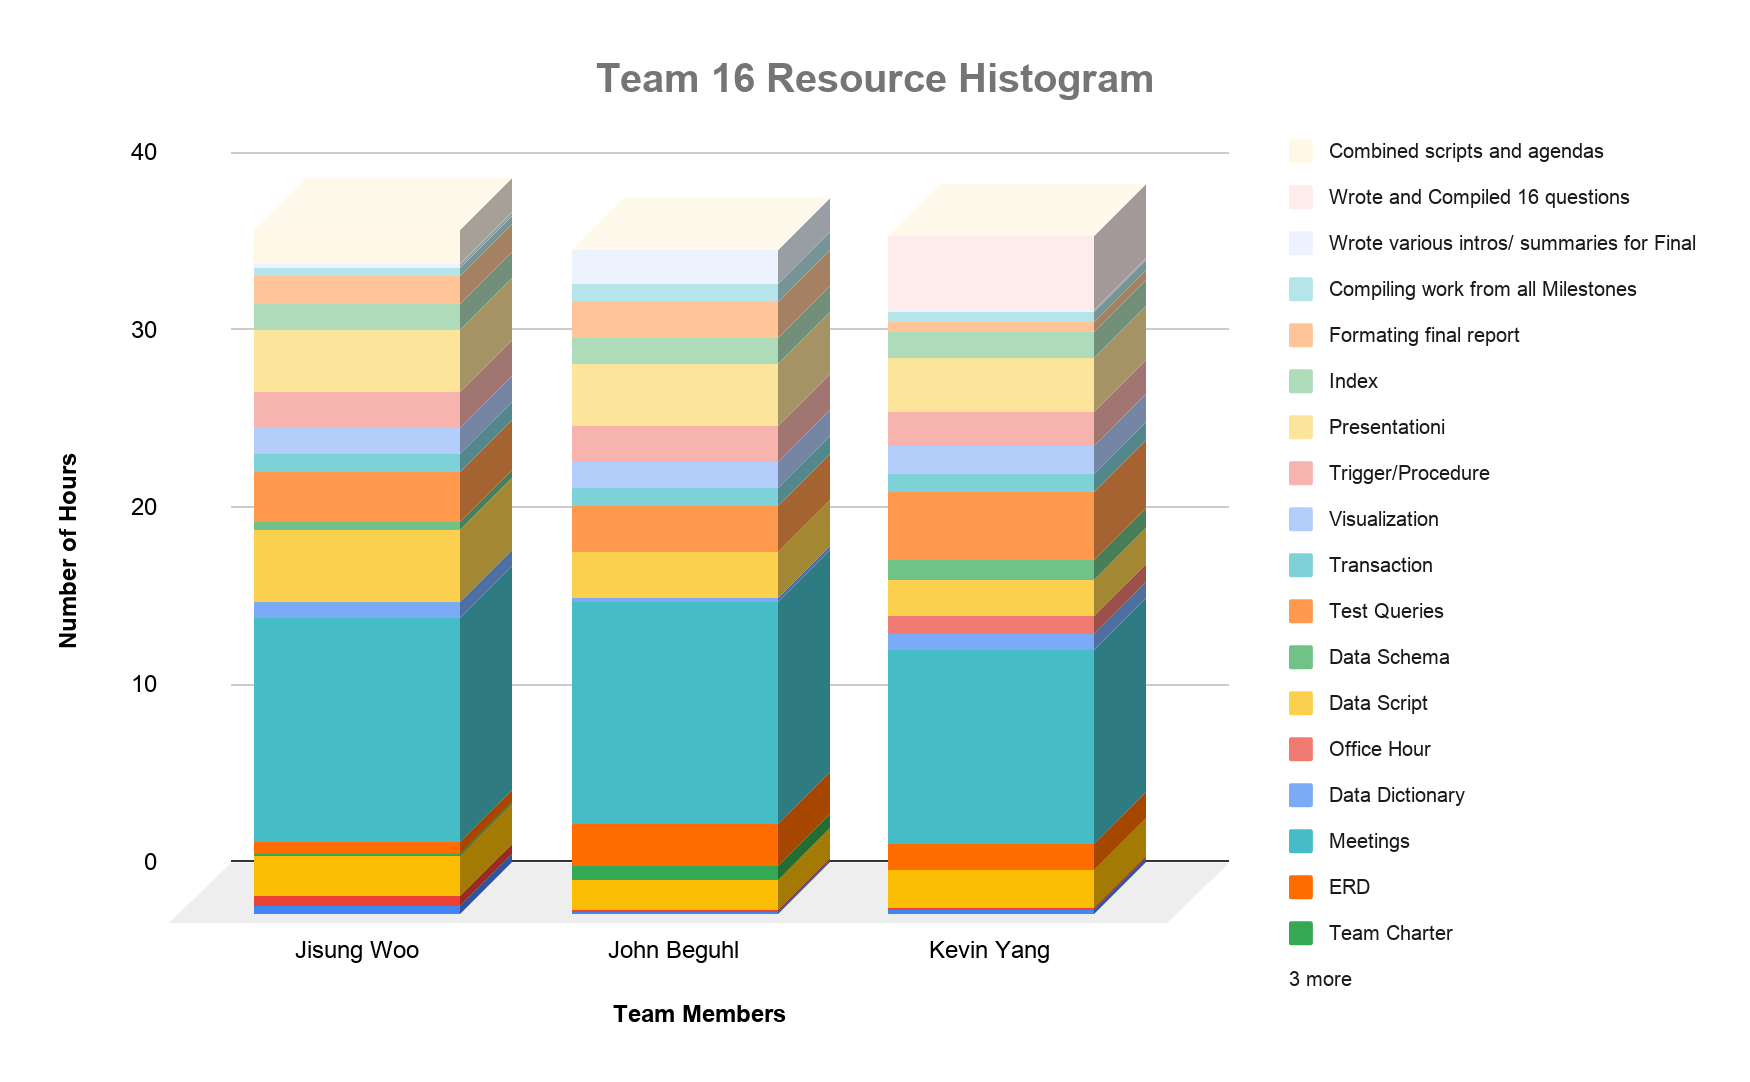 Team 16 Resource Histogram
40
30
20
10
0
Number of Hours
Jisung Woo
John Beguhl
Kevin Yang
Team Members
Combined scripts and agendas
Wrote and Compiled 16 questions
Wrote various intros/ summaries for Final
Compiling work from all Milestones
Formating final report
Index
Presentationi
Trigger/Procedure
Visualization
Transaction
Test Queries
Data Schema
Data Script
Office Hour
Data Dictionary
Meetings
ERD
Team Charter
3 more